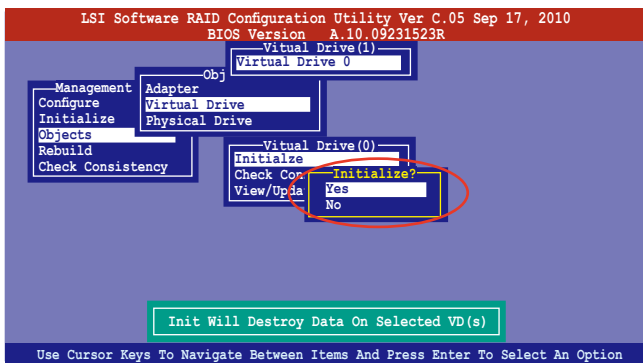 LSI Software RAID Configuration Utility Ver C.05 Sep 17, 2010
BIOS Version A.10.09231523R
Vitual Drive(1)
Virtual Drive 0
Obj
Adapter
Virtual Drive
Physical Drive
Management
Configure
Initialize
Objects
Rebuild
Check Consistency
Vitual Drive(0)
Initialze
Check Con
View/Upda
Initialize?
Yes
No
Init Will Destroy Data On Selected VD(s)
Use Cursor Keys To Navigate Between Items And Press Enter To Select An Option